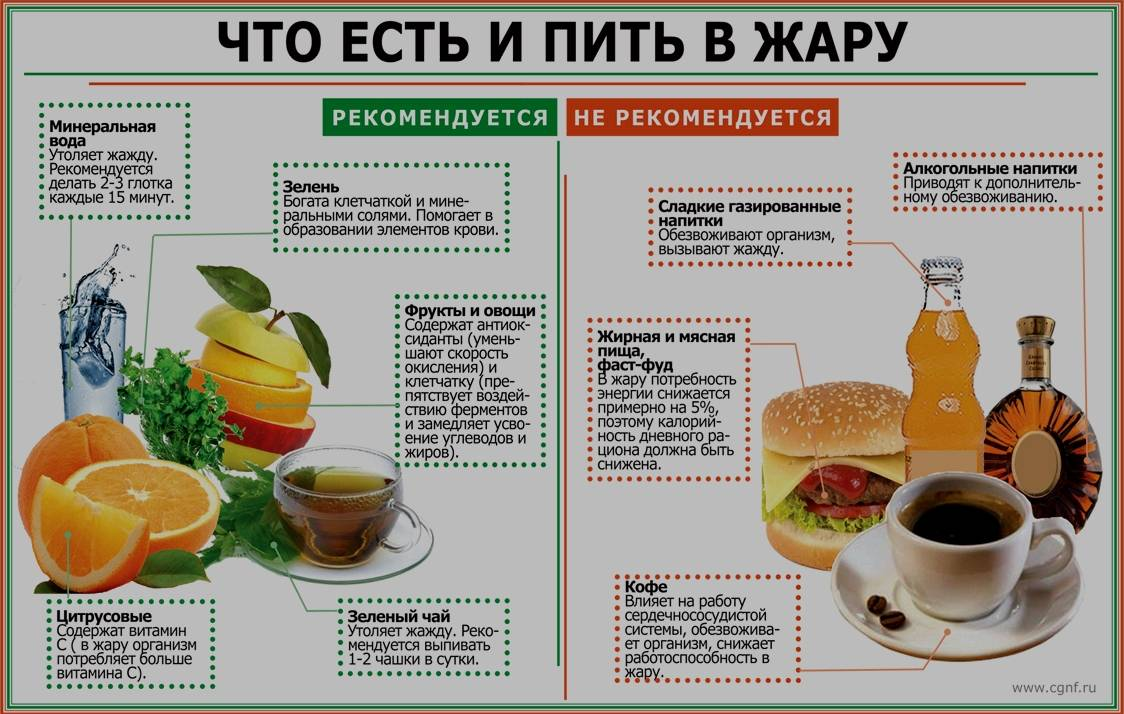 ЧТО ЕСТЬ И ПИТЬ В ЖАРУ
РЕКОМЕНДУЕТСЯ
Минеральная
вода
Утоляет жажду.
Рекомендуется
делать 2-3 глотка
каждые 15 минут.
Зелень
Богата клетчаткой и мине-
ральными солями. Помогает в
образовании элементов крови.
Фрукты и овощи
Содержат антиок-
сиданты (умень-
шают скорость
окисления) и
клетчатку (пре-
пятствует воздей-
ствию ферментов
и замедляет усво-
ение углеводов и
жиров).
Цитрусовые
Содержат витамин
С ( в жару организм
потребляет больше
витамина С).
Зеленый чай
Утоляет жажду. Реко-
мендуется выпивать
1-2 чашки в сутки.
НЕ РЕКОМЕНДУЕТСЯ
Алкогольные напитки
Приводят к дополнитель-
ному обезвоживанию.
Сладкие газированные
напитки
Обезвоживают организм,
вызывают жажду.
Жирная и мясная
пища,
фаст-фуд
В жару потребность
энергии снижается
примерно на 5%,
поэтому калорий-
ность дневного ра-
циона должна быть
снижена.
Кофе
Влияет на работу
сердечнососудистой
системы, обезвожива-
ет организм, снижает
работоспособность в
жару.
www.cgnf.ru